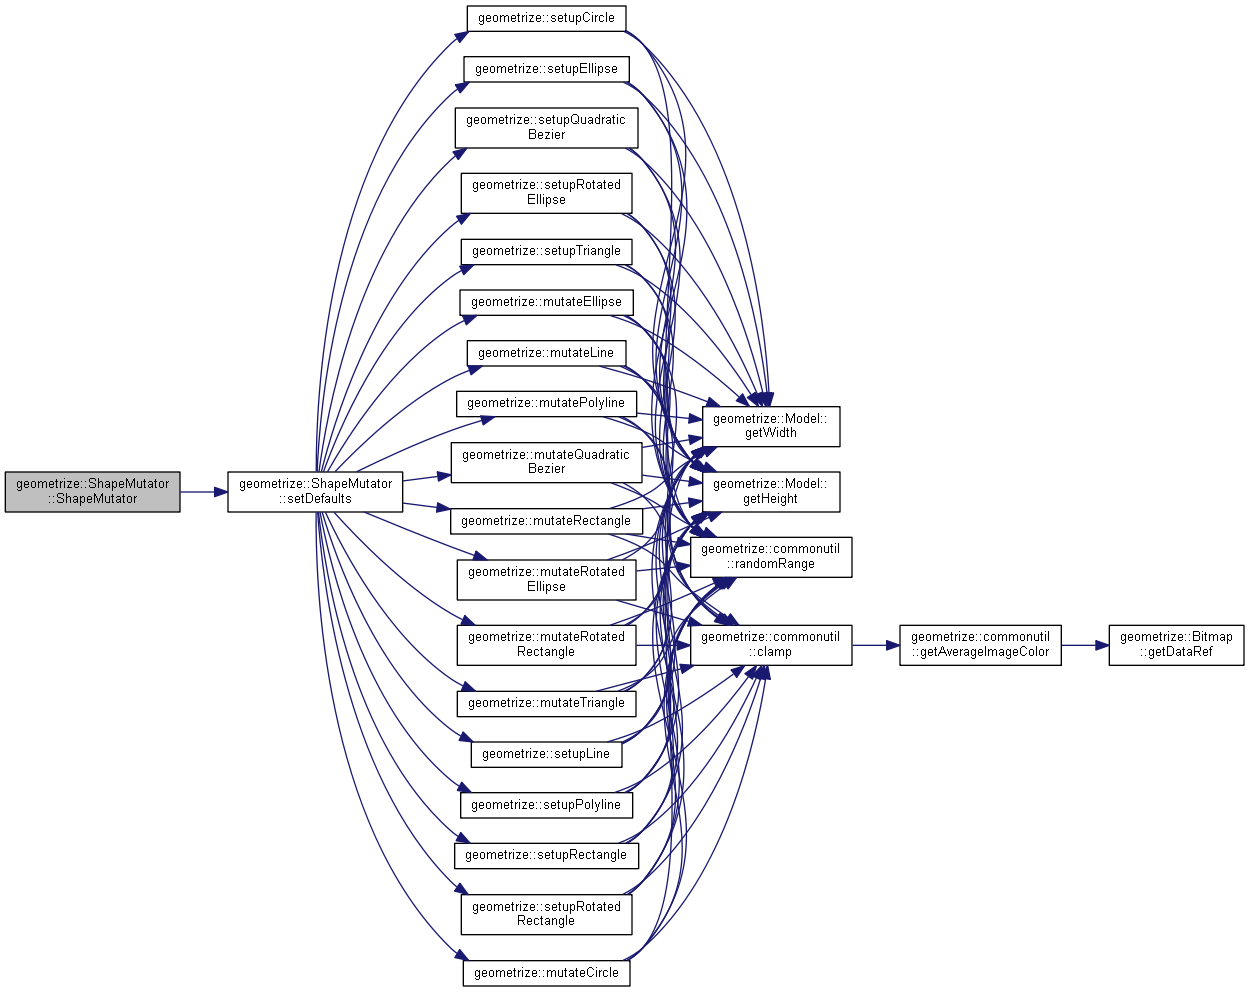 geometrize::ShapeMutator
::ShapeMutator
geometrize::ShapeMutator
::setDefaults
geometrize::setupCircle
geometrize::setupEllipse
geometrize::setupQuadratic
Bezier
geometrize::setupRotated
Ellipse
geometrize::setupTriangle
geometrize::mutateEllipse
geometrize::mutateLine
geometrize::mutatePolyline
geometrize::mutateQuadratic
Bezier
geometrize::mutateRectangle
geometrize::mutateRotated
Ellipse
geometrize::mutateRotated
Rectangle
geometrize::mutateTriangle
geometrize::setupLine
geometrize::setupPolyline
geometrize::setupRectangle
geometrize::setupRotated
Rectangle
geometrize::mutateCircle
geometrize::Model::
getWidth
geometrize::Model::
getHeight
geometrize::commonutil
::randomRange
geometrize::commonutil
::clamp
geometrize::commonutil
::getAverageImageColor
geometrize::Bitmap
::getDataRef